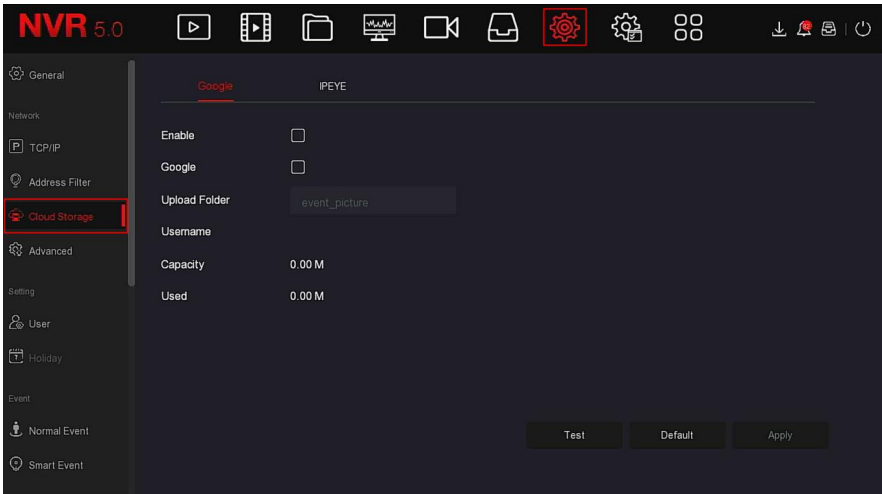 NVR 5.0
General
Network
TCP/IP
Address Filter
Cloud Storage
Advanced
Setting
User
Holiday
Event
Normal Event
Smart Event
Google IPEYE
Enable
Google
Upload Folder event_picture
Username
Capacity 0.00 M
Used 0.00 M
Test Default Apply